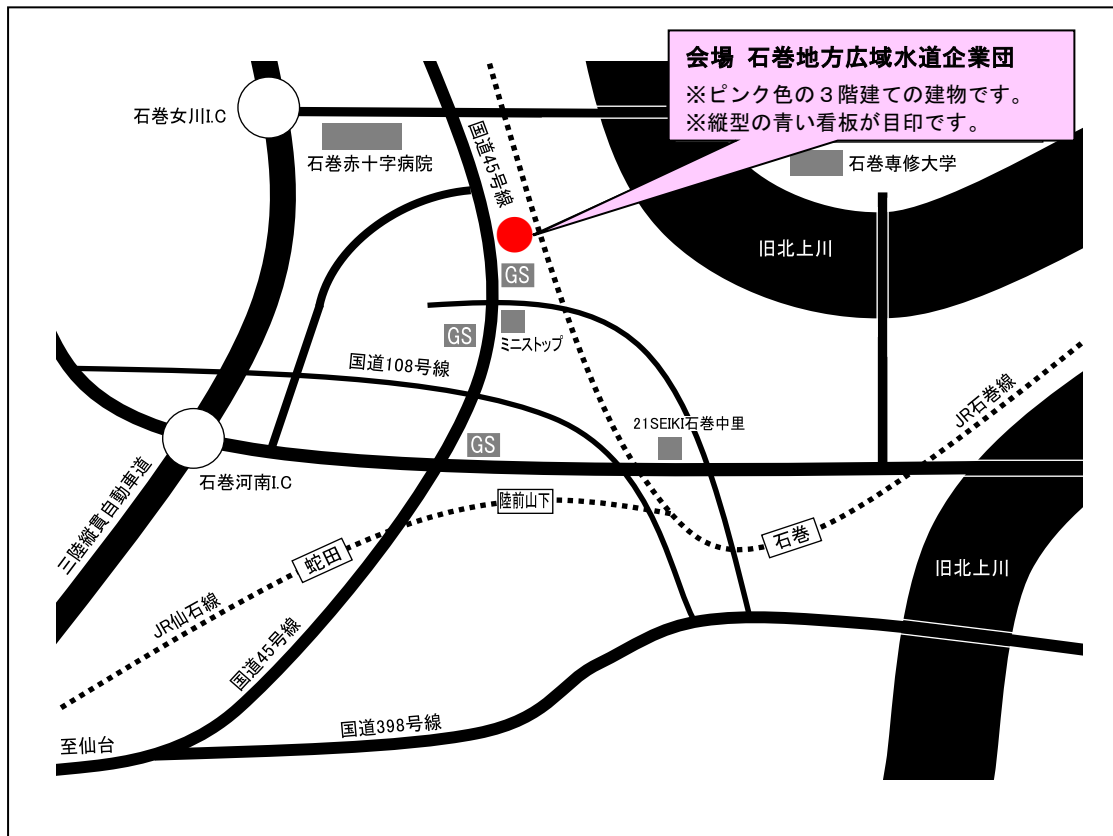 会場 石巻地方広域水道企業団
※ピンク色の３階建ての建物です。
※縦型の青い看板が目印です。
石巻女川I.C
石巻赤十字病院
国道45号線
石巻専修大学
旧北上川
GS
GS
ミニストップ
国道108号線
JR石巻線
21SEIKI石巻中里
GS
石巻河南I.C
三陸縦貫自動車道
陸前山下
石巻
蛇田
旧北上川
JR仙石線
国道45号線
国道398号線
至仙台